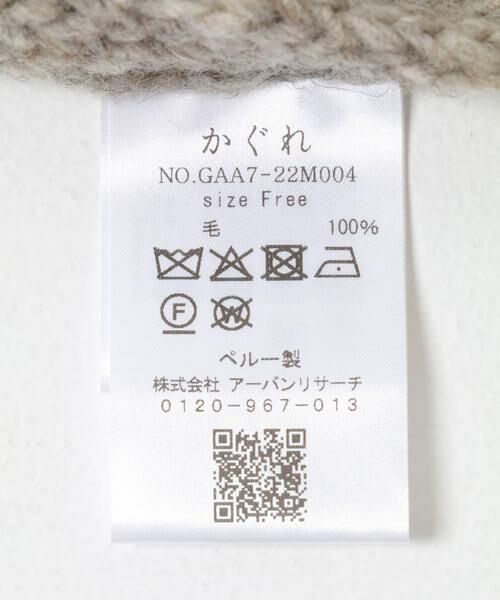 かぐれ
NO.GAA7-22M004
size Free
毛 100%
F W
ペルー製
株式会社 アーバンリサーチ
0120-967-013